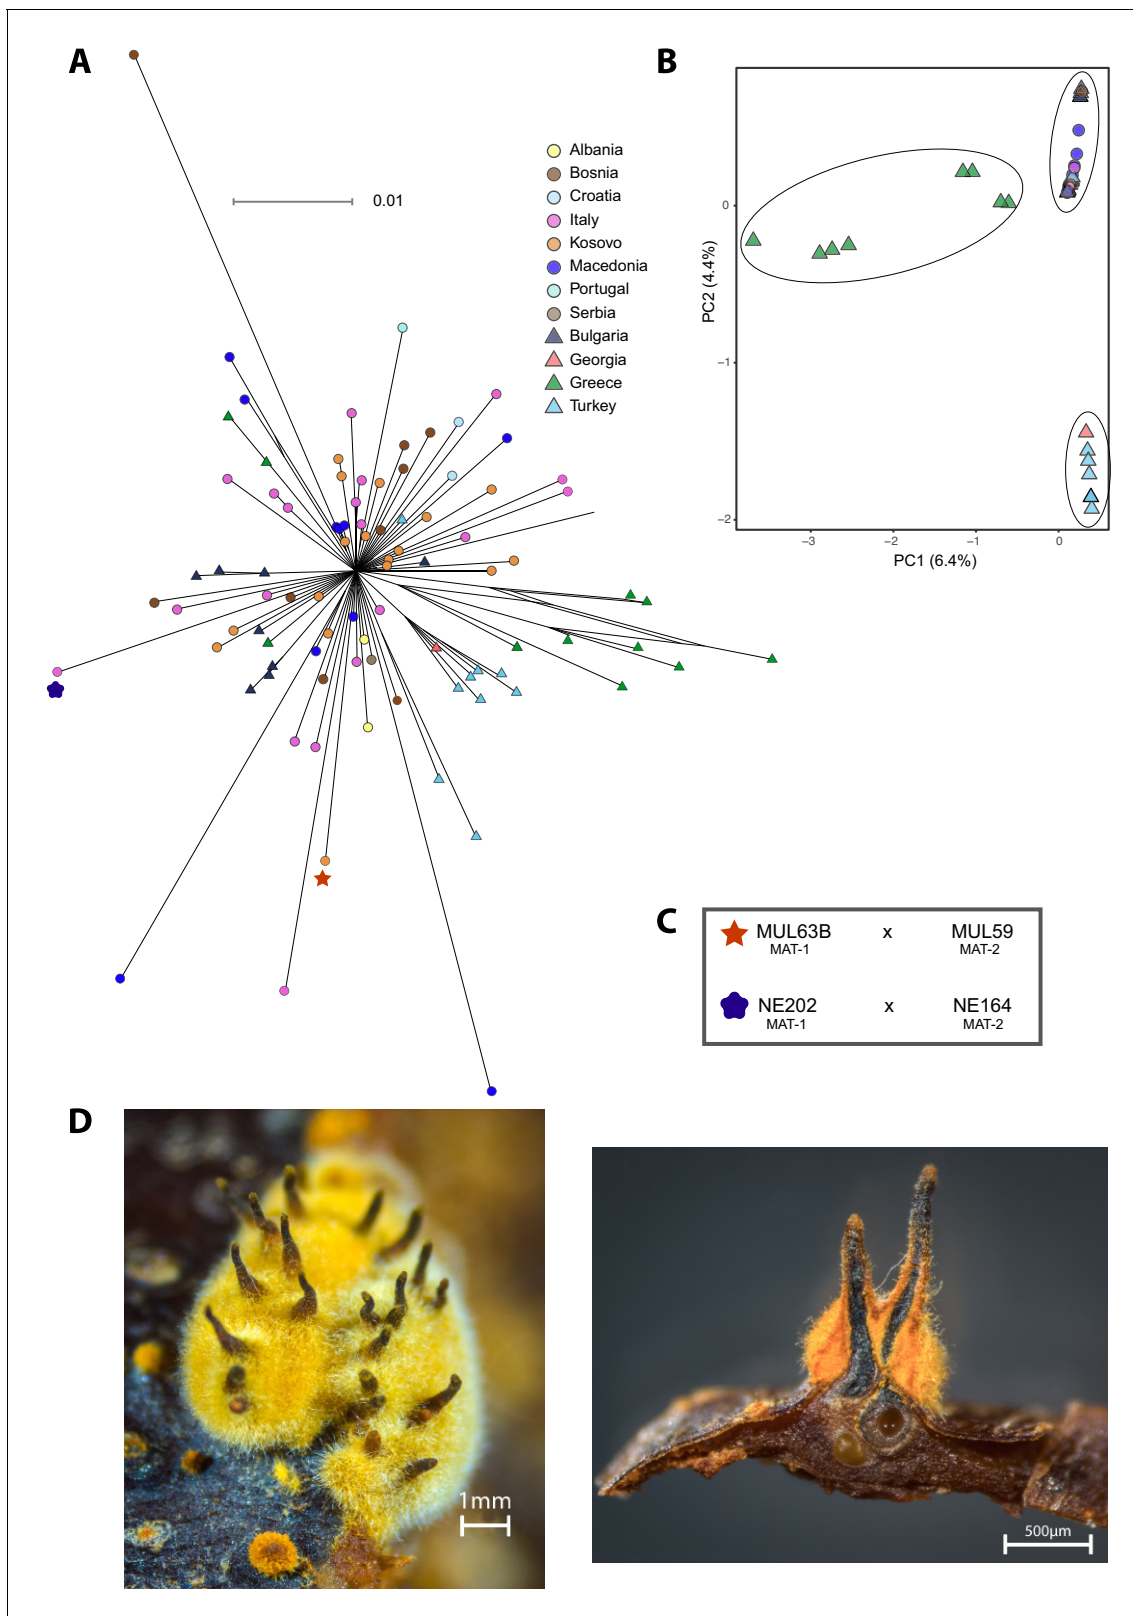 A
B
0.01
Albania
Bosnia
Croatia
Italy
Kosovo
Macedonia
Portugal
Serbia
Bulgaria
Georgia
Greece
Turkey
PC2 (4.4%)
0
−1
−2
−3
−2
−1
0
PC1 (6.4%)
C
MUL63B x MUL59
MAT-1 MAT-2
NE202 x NE164
MAT-1 MAT-2
D
1mm
500µm